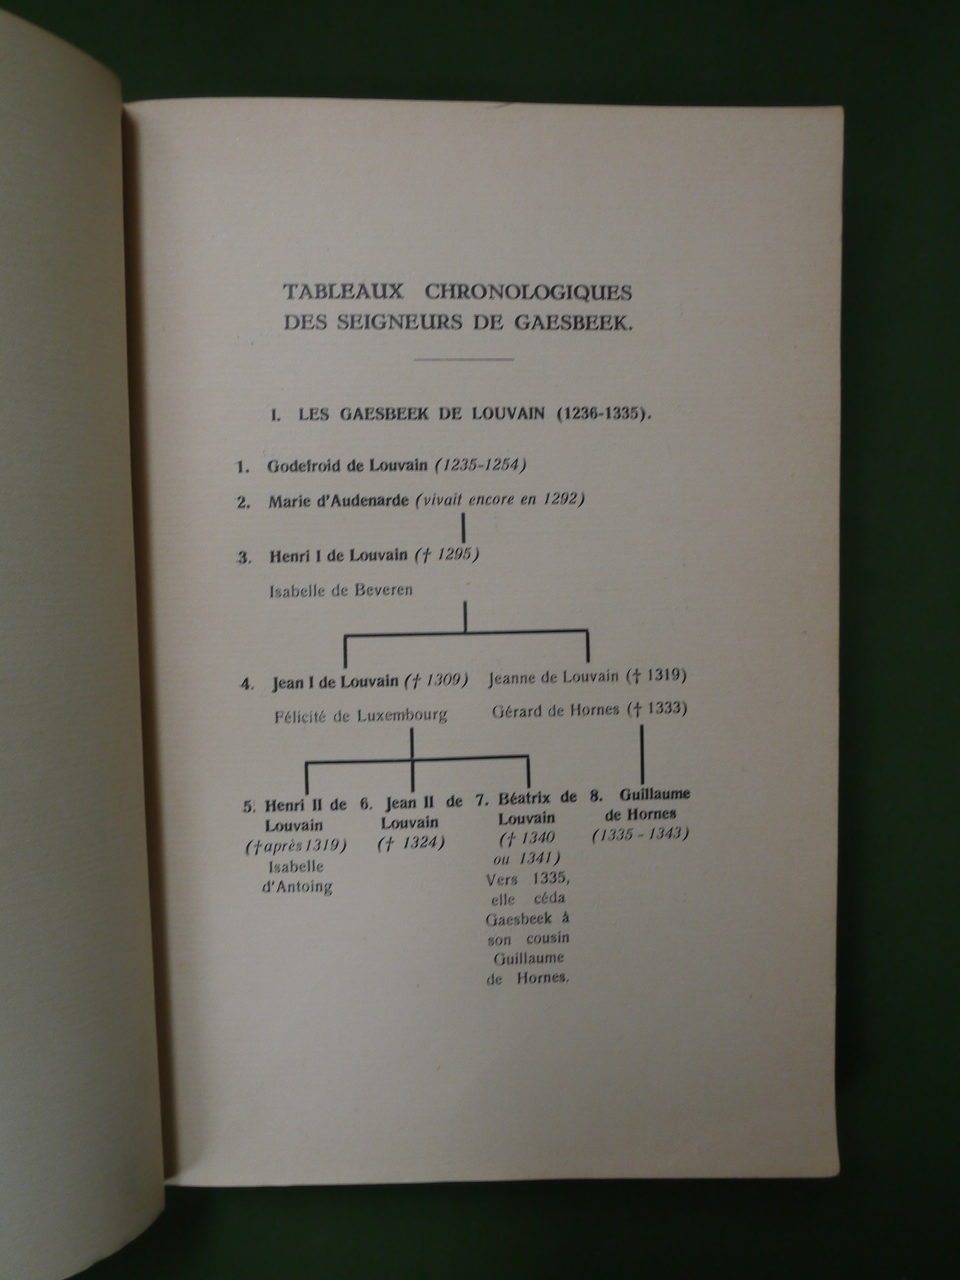 TABLEAUX CHRONOLOGIQUES
DES SEIGNEURS DE GAESBEEK.
I. LES GAESBEEK DE LOUVAIN (1236-1335).
1. Godefroid de Louvain (1235-1254)
2. Marie d'Audenarde (vivait encore en 1292)
3. Henri I de Louvain († 1295)
Isabelle de Beveren
4. Jean I de Louvain († 1309)
Félicité de Luxembourg
Jeanne de Louvain († 1319)
Gérard de Hornes († 1333)
5. Henri II de
Louvain
(† après 1319)
Isabelle
d'Antoing
6. Jean II de
Louvain
(† 1324)
7. Béatrix de
Louvain
(† 1340
ou 1341)
Vers 1335,
elle céda
Gaesbeek à
son cousin
Guillaume
de Hornes.
8. Guillaume
de Hornes
(1335 - 1343)